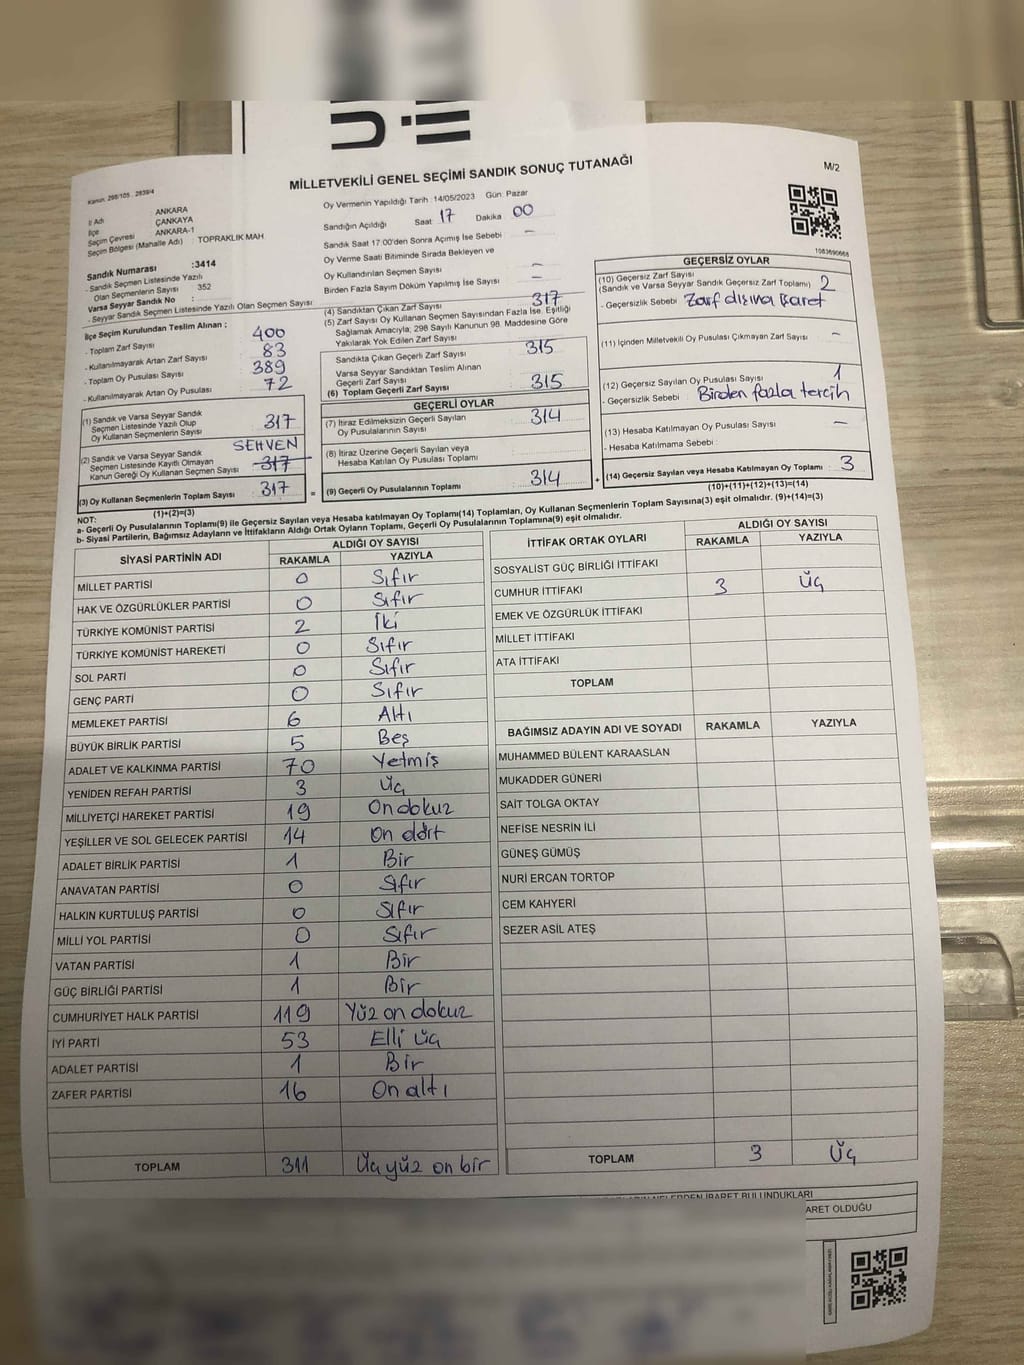 MİLLETVEKİLİ GENEL SEÇİMİ SANDIK SONUÇ TUTANAĞI
M/2
Kanun. 298/105 . 2839/4
İl Adı ANKARA
İlçe ÇANKAYA
Seçim Çevresi ANKARA-1
Seçim Bölgesi (Mahalle Adı) : TOPRAKLIK MAH
Sandık Numarası :3414
- Sandık Seçmen Listesinde Yazılı
Olan Seçmenlerin Sayısı : 352
Varsa Seyyar Sandık No :
- Seyyar Sandık Seçmen Listesinde Yazılı Olan Seçmen Sayısı
İlçe Seçim Kurulundan Teslim Alınan :
- Toplam Zarf Sayısı 400
- Kullanılmayarak Artan Zarf Sayısı 83
- Toplam Oy Pusulası Sayısı 389
- Kullanılmayarak Artan Oy Pusulası 72
(1) Sandık ve Varsa Seyyar Sandık
Seçmen Listesinde Yazılı Olup
Oy Kullanan Seçmenlerin Sayısı 317
SEHVEN
(2) Sandık ve Varsa Seyyar Sandık
Seçmen Listesinde Kayıtlı Olmayan
Kanun Gereği Oy Kullanan Seçmen Sayısı 317
(3) Oy Kullanan Seçmenlerin Toplam Sayısı : 317
(1)+(2)=(3)
Oy Vermenin Yapıldığı Tarih : 14/05/2023 Gün: Pazar
Sandığın Açıldığı Saat 17 Dakika 00
Sandık Saat 17:00'den Sonra Açımış İse Sebebi –
Oy Verme Saati Bitiminde Sırada Bekleyen ve
Oy Kullandırılan Seçmen Sayısı –
Birden Fazla Sayım Döküm Yapılmış İse Sayısı –
(4) Sandıktan Çıkan Zarf Sayısı 317
(5) Zarf Sayısı Oy Kullanan Seçmen Sayısından Fazla İse, Eşitliği
Sağlamak Amacıyla; 298 Sayılı Kanunun 98. Maddesine Göre
Yakılarak Yok Edilen Zarf Sayısı
Sandıkta Çıkan Geçerli Zarf Sayısı : 315
Varsa Seyyar Sandıktan Teslim Alınan
Geçerli Zarf Sayısı
(6) Toplam Geçerli Zarf Sayısı : 315
GEÇERLİ OYLAR
(7) İtiraz Edilmeksizin Geçerli Sayılan
Oy Pusulalarının Sayısı 314
(8) İtiraz Üzerine Geçerli Sayılan veya
Hesaba Katılan Oy Pusulası Toplamı
= (9) Geçerli Oy Pusulalarının Toplamı : 314 +
1083690668
GEÇERSİZ OYLAR
(10) Geçersiz Zarf Sayısı
(Sandık ve Varsa Seyyar Sandık Geçersiz Zarf Toplamı) 2
- Geçersizlik Sebebi Zarf dışına işaret
(11) İçinden Milletvekili Oy Pusulası Çıkmayan Zarf Sayısı –
(12) Geçersiz Sayılan Oy Pusulası Sayısı 1
- Geçersizlik Sebebi : Birden fazla tercih
(13) Hesaba Katılmayan Oy Pusulası Sayısı –
- Hesaba Katılmama Sebebi :
(14) Geçersiz Sayılan veya Hesaba Katılmayan Oy Toplamı : 3
(10)+(11)+(12)+(13)=(14)
NOT:
a- Geçerli Oy Pusulalarının Toplamı(9) ile Geçersiz Sayılan veya Hesaba katılmayan Oy Toplamı(14) Toplamları, Oy Kullanan Seçmenlerin Toplam Sayısına(3) eşit olmalıdır. (9)+(14)=(3)
b- Siyasi Partilerin, Bağımsız Adayların ve İttifakların Aldığı Ortak Oyların Toplamı, Geçerli Oy Pusulalarının Toplamına(9) eşit olmalıdır.
SİYASİ PARTİNİN ADI ALDIĞI OY SAYISI
RAKAMLA YAZIYLA
MİLLET PARTİSİ 0 Sıfır
HAK VE ÖZGÜRLÜKLER PARTİSİ 0 Sıfır
TÜRKİYE KOMÜNİST PARTİSİ 2 İki
TÜRKİYE KOMÜNİST HAREKETİ 0 Sıfır
SOL PARTİ 0 Sıfır
GENÇ PARTİ 0 Sıfır
MEMLEKET PARTİSİ 6 Altı
BÜYÜK BİRLİK PARTİSİ 5 Beş
ADALET VE KALKINMA PARTİSİ 70 Yetmiş
YENİDEN REFAH PARTİSİ 3 Üç
MİLLİYETÇİ HAREKET PARTİSİ 19 On dokuz
YEŞİLLER VE SOL GELECEK PARTİSİ 14 On dört
ADALET BİRLİK PARTİSİ 1 Bir
ANAVATAN PARTİSİ 0 Sıfır
HALKIN KURTULUŞ PARTİSİ 0 Sıfır
MİLLİ YOL PARTİSİ 0 Sıfır
VATAN PARTİSİ 1 Bir
GÜÇ BİRLİĞİ PARTİSİ 1 Bir
CUMHURİYET HALK PARTİSİ 119 Yüz on dokuz
İYİ PARTİ 53 Elli üç
ADALET PARTİSİ 1 Bir
ZAFER PARTİSİ 16 On altı
TOPLAM 311 Üç yüz on bir
İTTİFAK ORTAK OYLARI ALDIĞI OY SAYISI
RAKAMLA YAZIYLA
SOSYALİST GÜÇ BİRLİĞİ İTTİFAKI
CUMHUR İTTİFAKI 3 Üç
EMEK VE ÖZGÜRLÜK İTTİFAKI
MİLLET İTTİFAKI
ATA İTTİFAKI
TOPLAM
BAĞIMSIZ ADAYIN ADI VE SOYADI RAKAMLA YAZIYLA
MUHAMMED BÜLENT KARAASLAN
MUKADDER GÜNERİ
SAİT TOLGA OKTAY
NEFİSE NESRİN İLİ
GÜNEŞ GÜMÜŞ
NURİ ERCAN TORTOP
CEM KAHYERİ
SEZER ASİL ATEŞ
TOPLAM 3 Üç
NELERDEN İBARET BULUNDUKLARI
ARET OLDUĞU